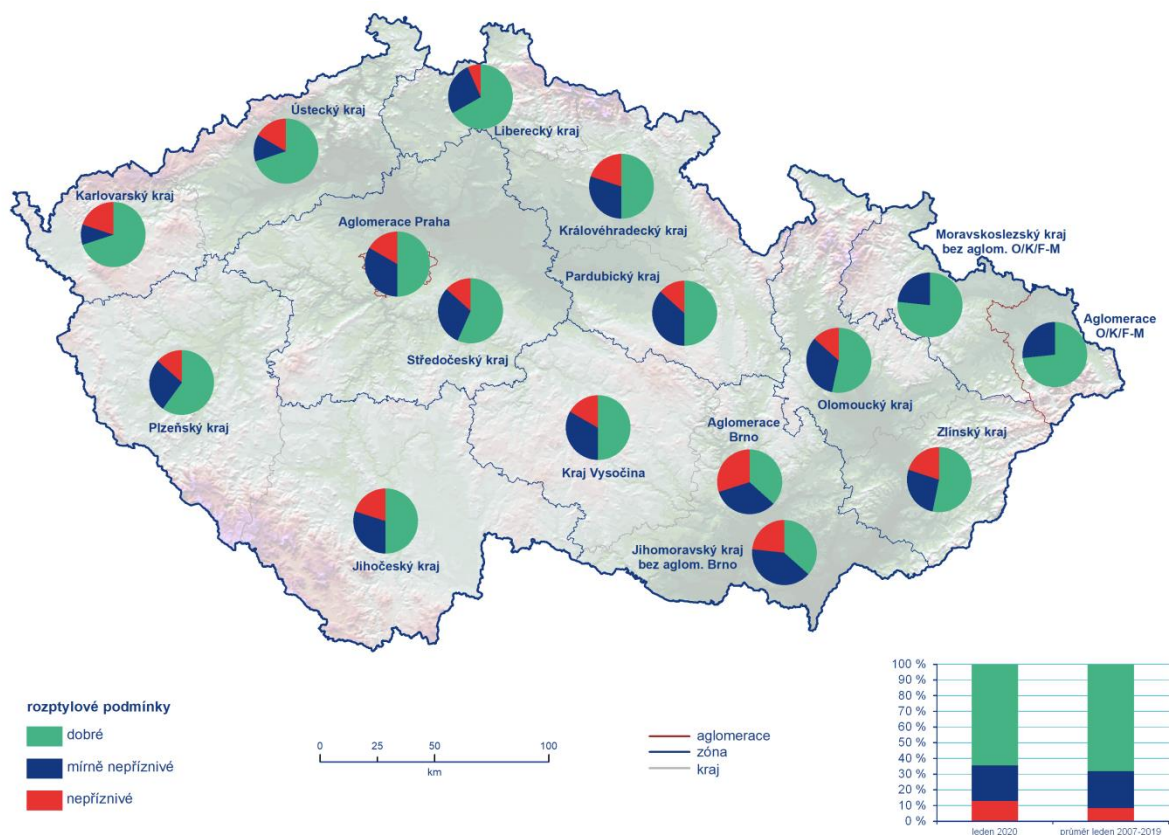 Ústecký kraj
Liberecký kraj
Karlovarský kraj
Aglomerace Praha
Královéhradecký kraj
Moravskoslezský kraj
bez aglom. O/K/F-M
Pardubický kraj
Aglomerace
O/K/F-M
Středočeský kraj
Olomoucký kraj
Plzeňský kraj
Aglomerace
Brno
Zlínský kraj
Kraj Vysočina
Jihomoravský kraj
bez aglom. Brno
Jihočeský kraj
rozptylové podmínky
dobré
mírně nepříznivé
nepříznivé
0 25 50 100
km
aglomerace
zóna
kraj
100 %
90 %
80 %
70 %
60 %
50 %
40 %
30 %
20 %
10 %
0 %
leden 2020 průměr leden 2007-2019